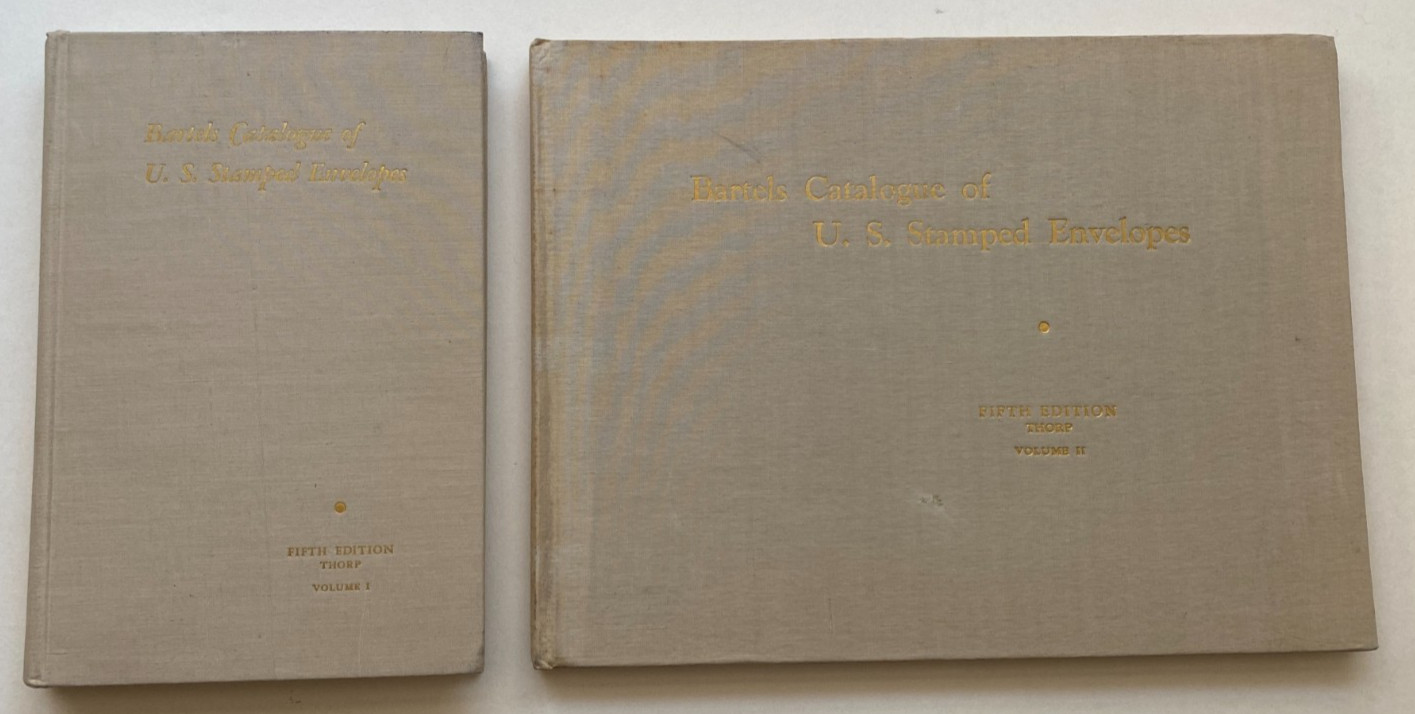 Bartels Catalogue of
U. S. Stamped Envelopes
FIFTH EDITION
THORP
VOLUME I
Bartels Catalogue of
U. S. Stamped Envelopes
FIFTH EDITION
THORP
VOLUME II